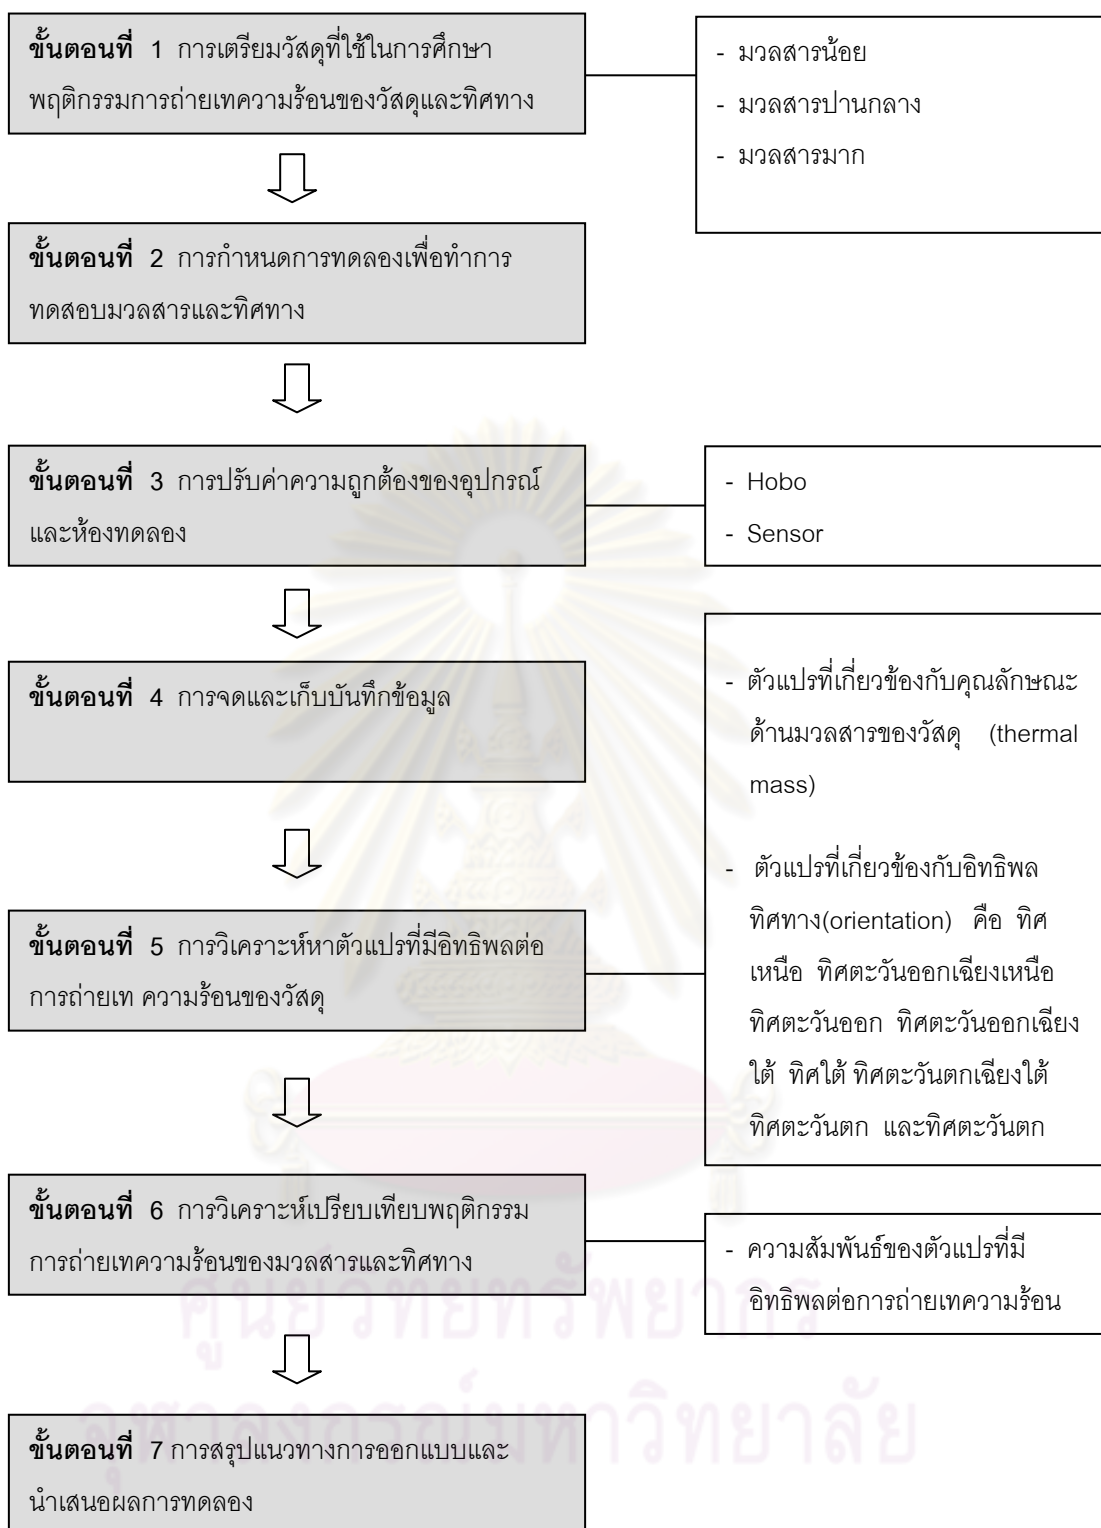 ขั้นตอนที่ 1 การเตรียมวัสดุที่ใช้ในการศึกษา
พฤติกรรมการถ่ายเทความร้อนของวัสดุและทิศทาง
- มวลสารน้อย
- มวลสารปานกลาง
- มวลสารมาก
ขั้นตอนที่ 2 การกำหนดการทดลองเพื่อทำการ
ทดสอบมวลสารและทิศทาง
ขั้นตอนที่ 3 การปรับค่าความถูกต้องของอุปกรณ์
และห้องทดลอง
- Hobo
- Sensor
ขั้นตอนที่ 4 การจดและเก็บบันทึกข้อมูล
ขั้นตอนที่ 5 การวิเคราะห์หาตัวแปรที่มีอิทธิพลต่อ
การถ่ายเท ความร้อนของวัสดุ
- ตัวแปรที่เกี่ยวข้องกับคุณลักษณะ
ด้านมวลสารของวัสดุ (thermal
mass)
- ตัวแปรที่เกี่ยวข้องกับอิทธิพล
ทิศทาง(orientation) คือ ทิศ
เหนือ ทิศตะวันออกเฉียงเหนือ
ทิศตะวันออก ทิศตะวันออกเฉียง
ใต้ ทิศใต้ ทิศตะวันตกเฉียงใต้
ทิศตะวันตก และทิศตะวันตก
ขั้นตอนที่ 6 การวิเคราะห์เปรียบเทียบพฤติกรรม
การถ่ายเทความร้อนของมวลสารและทิศทาง
- ความสัมพันธ์ของตัวแปรที่มี
อิทธิพลต่อการถ่ายเทความร้อน
ศูนย์วิทยทรัพยากร
จุฬาลงกรณ์มหาวิทยาลัย
ขั้นตอนที่ 7 การสรุปแนวทางการออกแบบและ
นำเสนอผลการทดลอง